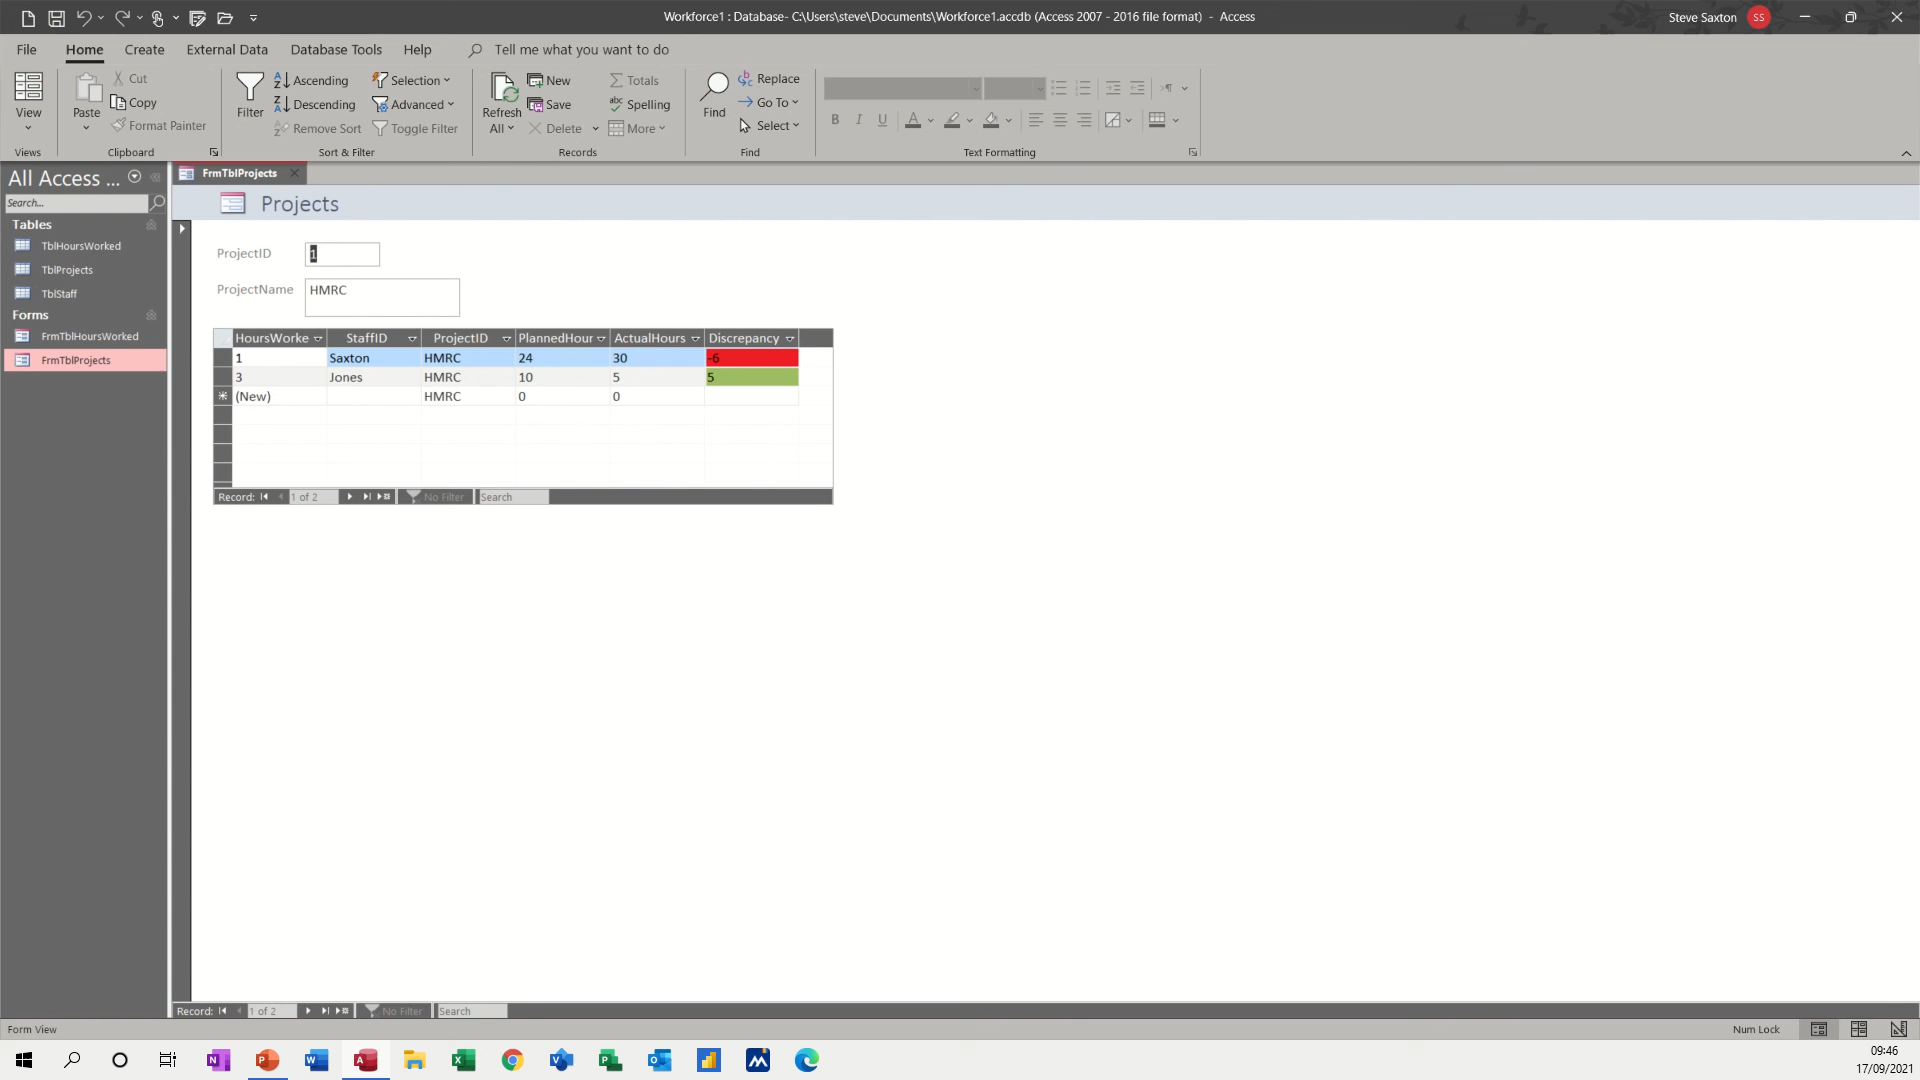 Workforce1 : Database- C:\Users\steve\Documents\Workforce1.accdb (Access 2007 - 2016 file format) - Access
Steve Saxton SS
File Home Create External Data Database Tools Help Tell me what you want to do
View
Views
Paste
Cut
Copy
Format Painter
Clipboard
Filter
Ascending
Descending
Remove Sort
Selection
Advanced
Toggle Filter
Sort & Filter
Refresh
All
New
Save
Delete
Totals
Spelling
More
Records
Find
Replace
Go To
Select
Find
B I U
Text Formatting
All Access ...
Search...
Tables
TblHoursWorked
TblProjects
TblStaff
Forms
FrmTblHoursWorked
FrmTblProjects
FrmTblProjects
Projects
ProjectID 1
ProjectName HMRC
HoursWorke StaffID ProjectID PlannedHour ActualHours Discrepancy
1 Saxton HMRC 24 30 -6
3 Jones HMRC 10 5 5
(New) HMRC 0 0
Record: 1 of 2 No Filter Search
Record: 1 of 2 No Filter Search
Form View
Num Lock
09:46
17/09/2021